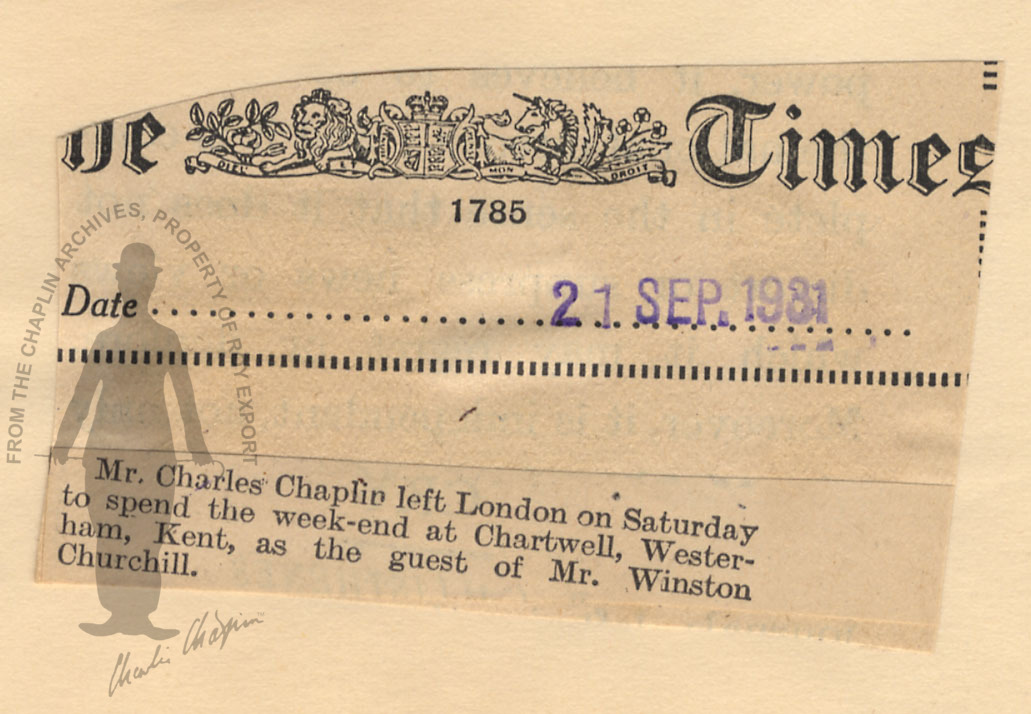 The Times
DIEU ET MON DROIT
1785
Date 21 SEP. 1931
Mr. Charles Chaplin left London on Saturday
to spend the week-end at Chartwell, Wester-
ham, Kent, as the guest of Mr. Winston
Churchill.
FROM THE CHAPLIN ARCHIVES, PROPERTY OF ROY EXPORT
Charlie Chaplin